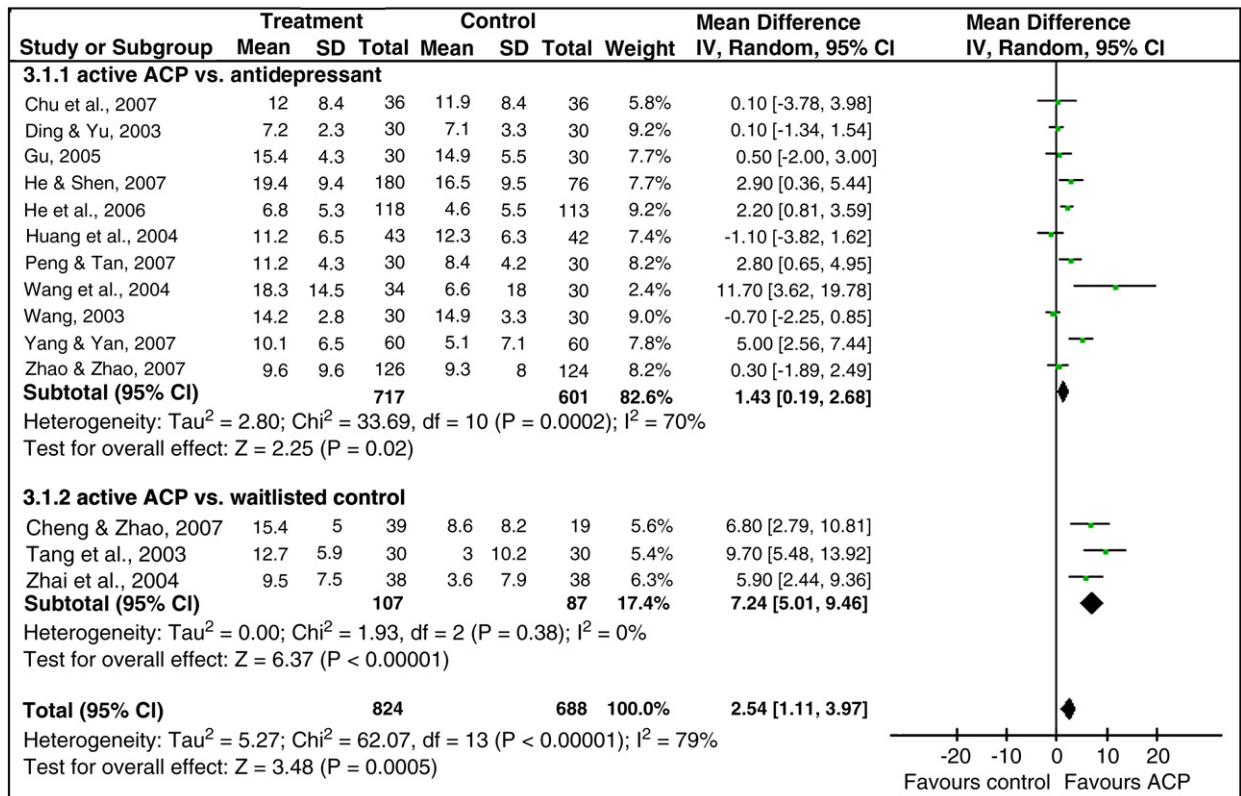 Treatment Control Mean Difference Mean Difference
Study or Subgroup Mean SD Total Mean SD Total Weight IV, Random, 95% CI IV, Random, 95% CI
3.1.1 active ACP vs. antidepressant
Chu et al., 2007 12 8.4 36 11.9 8.4 36 5.8% 0.10 [-3.78, 3.98]
Ding & Yu, 2003 7.2 2.3 30 7.1 3.3 30 9.2% 0.10 [-1.34, 1.54]
Gu, 2005 15.4 4.3 30 14.9 5.5 30 7.7% 0.50 [-2.00, 3.00]
He & Shen, 2007 19.4 9.4 180 16.5 9.5 76 7.7% 2.90 [0.36, 5.44]
He et al., 2006 6.8 5.3 118 4.6 5.5 113 9.2% 2.20 [0.81, 3.59]
Huang et al., 2004 11.2 6.5 43 12.3 6.3 42 7.4% -1.10 [-3.82, 1.62]
Peng & Tan, 2007 11.2 4.3 30 8.4 4.2 30 8.2% 2.80 [0.65, 4.95]
Wang et al., 2004 18.3 14.5 34 6.6 18 30 2.4% 11.70 [3.62, 19.78]
Wang, 2003 14.2 2.8 30 14.9 3.3 30 9.0% -0.70 [-2.25, 0.85]
Yang & Yan, 2007 10.1 6.5 60 5.1 7.1 60 7.8% 5.00 [2.56, 7.44]
Zhao & Zhao, 2007 9.6 9.6 126 9.3 8 124 8.2% 0.30 [-1.89, 2.49]
Subtotal (95% CI) 717 601 82.6% 1.43 [0.19, 2.68]
Heterogeneity: Tau² = 2.80; Chi² = 33.69, df = 10 (P = 0.0002); I² = 70%
Test for overall effect: Z = 2.25 (P = 0.02)
3.1.2 active ACP vs. waitlisted control
Cheng & Zhao, 2007 15.4 5 39 8.6 8.2 19 5.6% 6.80 [2.79, 10.81]
Tang et al., 2003 12.7 5.9 30 3 10.2 30 5.4% 9.70 [5.48, 13.92]
Zhai et al., 2004 9.5 7.5 38 3.6 7.9 38 6.3% 5.90 [2.44, 9.36]
Subtotal (95% CI) 107 87 17.4% 7.24 [5.01, 9.46]
Heterogeneity: Tau² = 0.00; Chi² = 1.93, df = 2 (P = 0.38); I² = 0%
Test for overall effect: Z = 6.37 (P < 0.00001)
Total (95% CI) 824 688 100.0% 2.54 [1.11, 3.97]
Heterogeneity: Tau² = 5.27; Chi² = 62.07, df = 13 (P < 0.00001); I² = 79%
Test for overall effect: Z = 3.48 (P = 0.0005)
-20 -10 0 10 20
Favours control Favours ACP